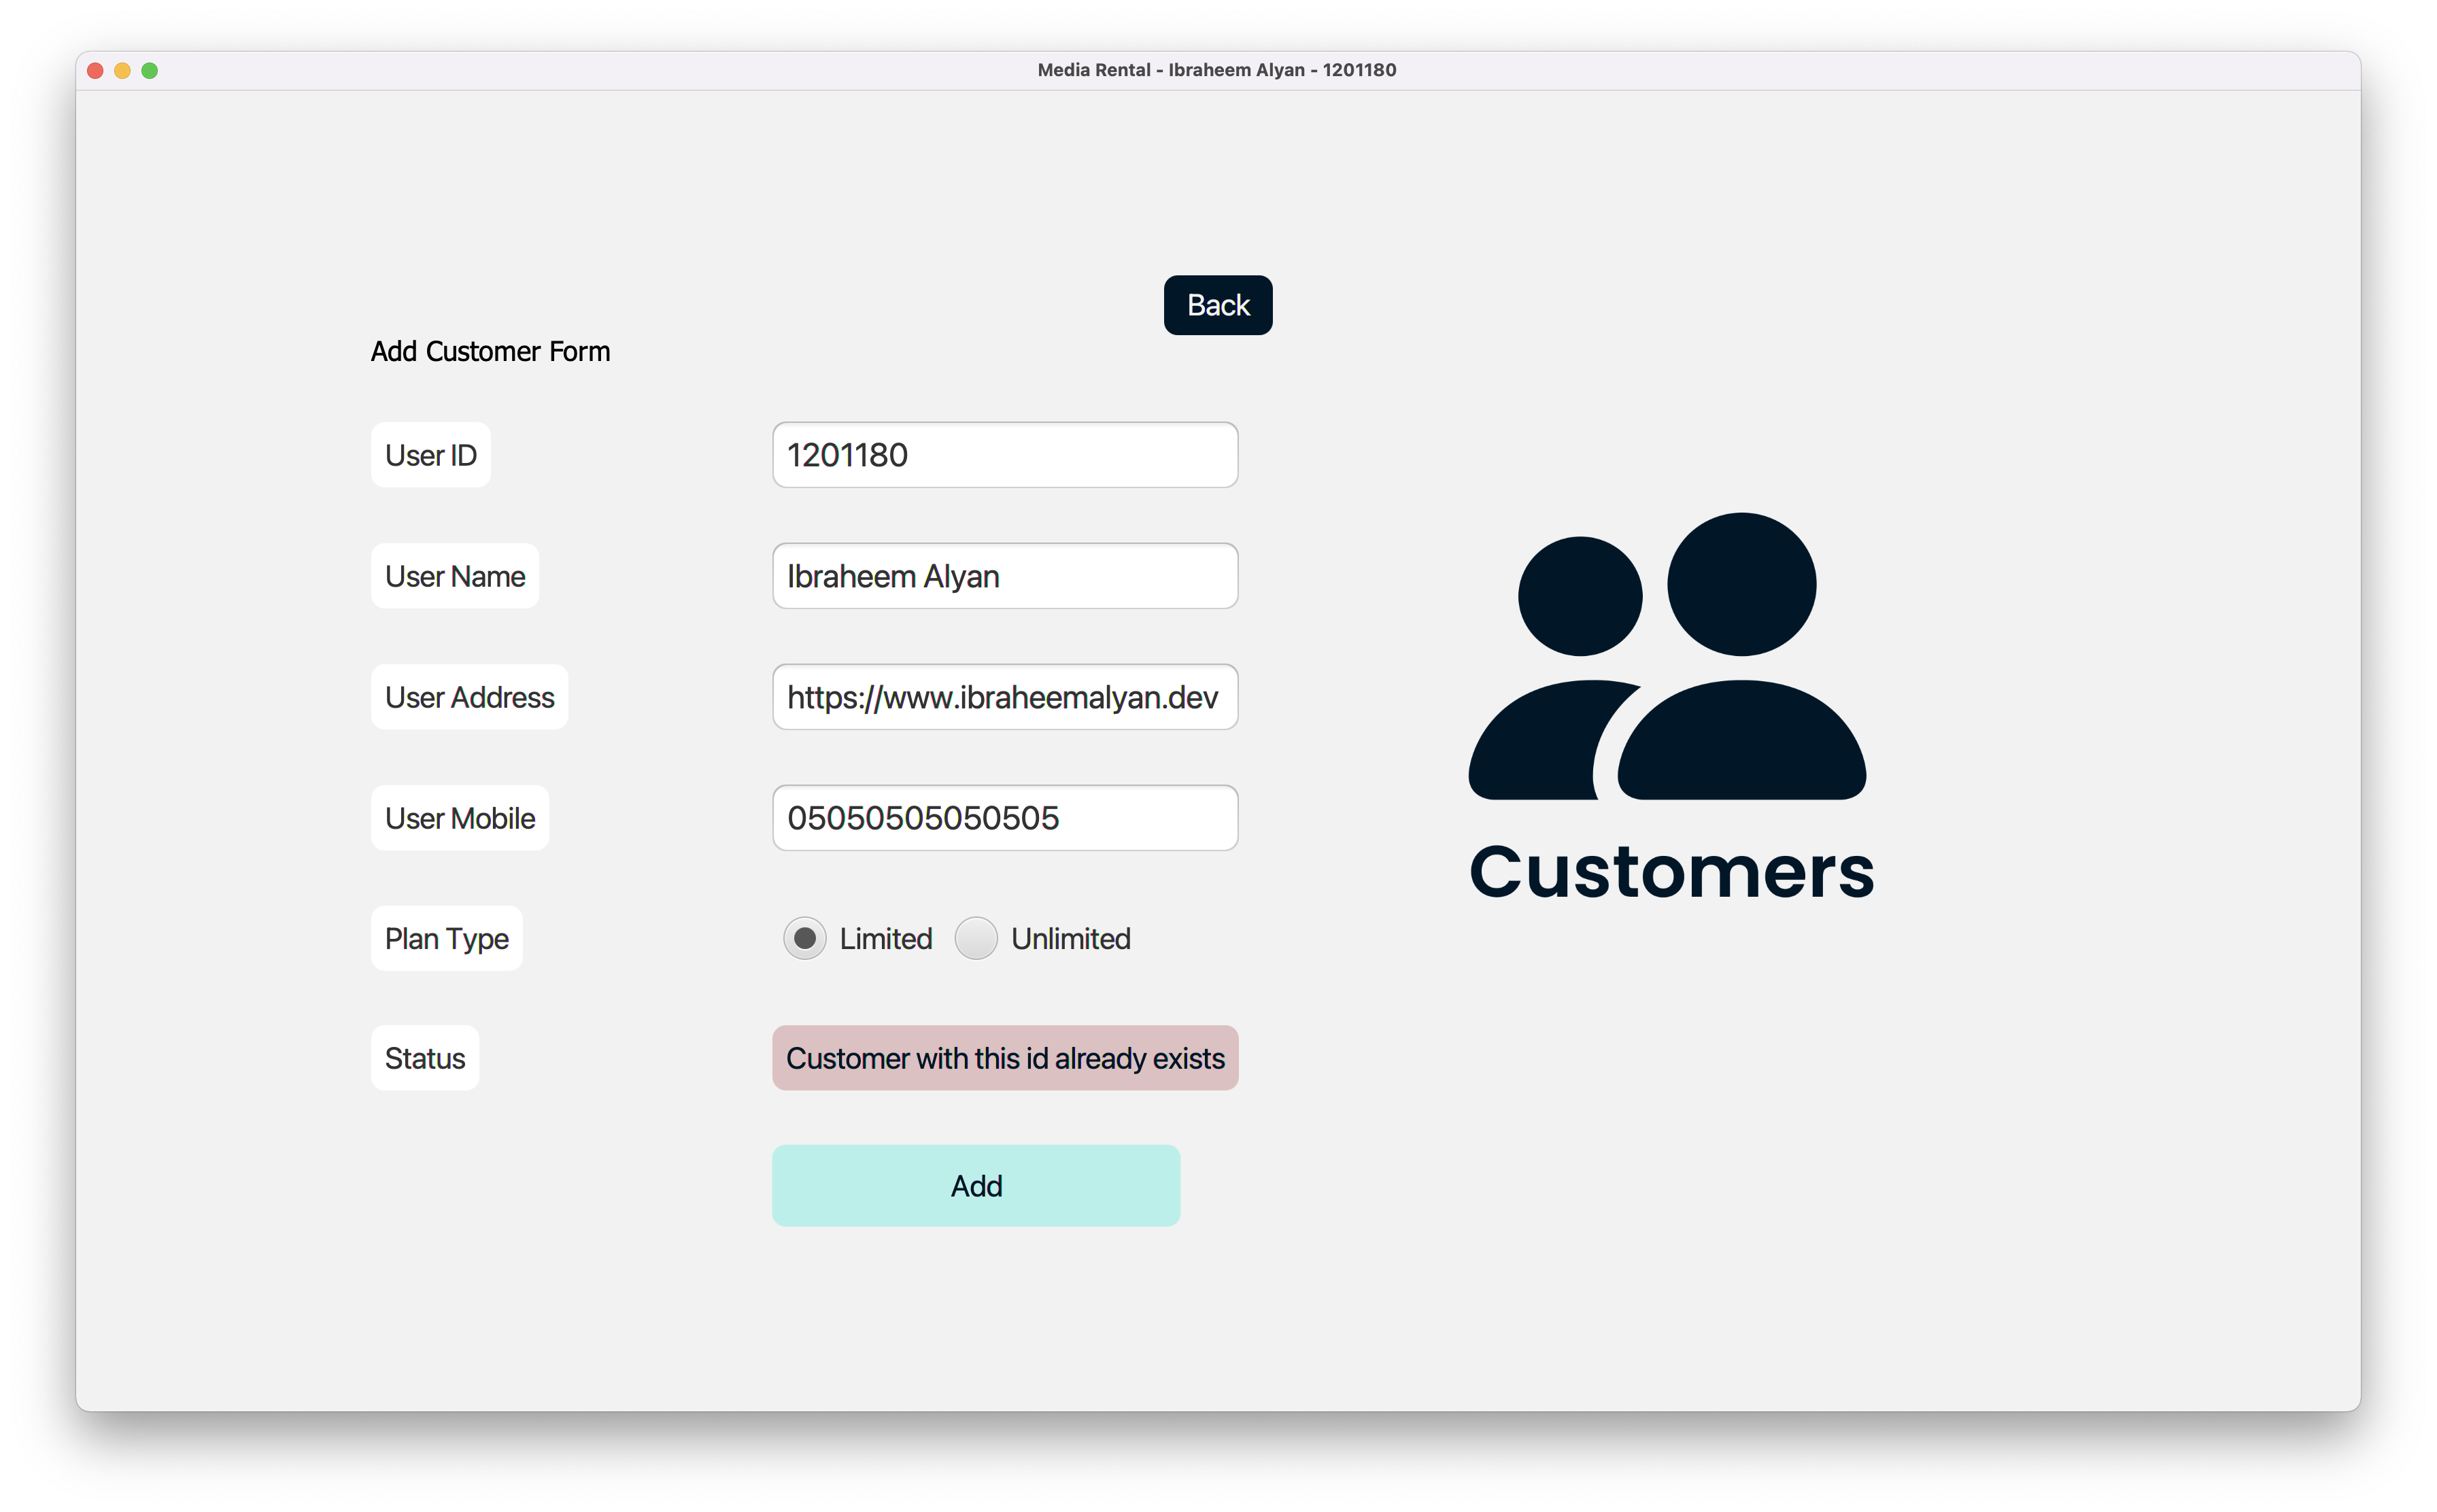 Media Rental - Ibraheem Alyan - 1201180
Back
Add Customer Form
User ID
1201180
User Name
Ibraheem Alyan
User Address
https://www.ibraheemalyan.dev
User Mobile
05050505050505
Plan Type
Limited Unlimited
Status
Customer with this id already exists
Add
Customers